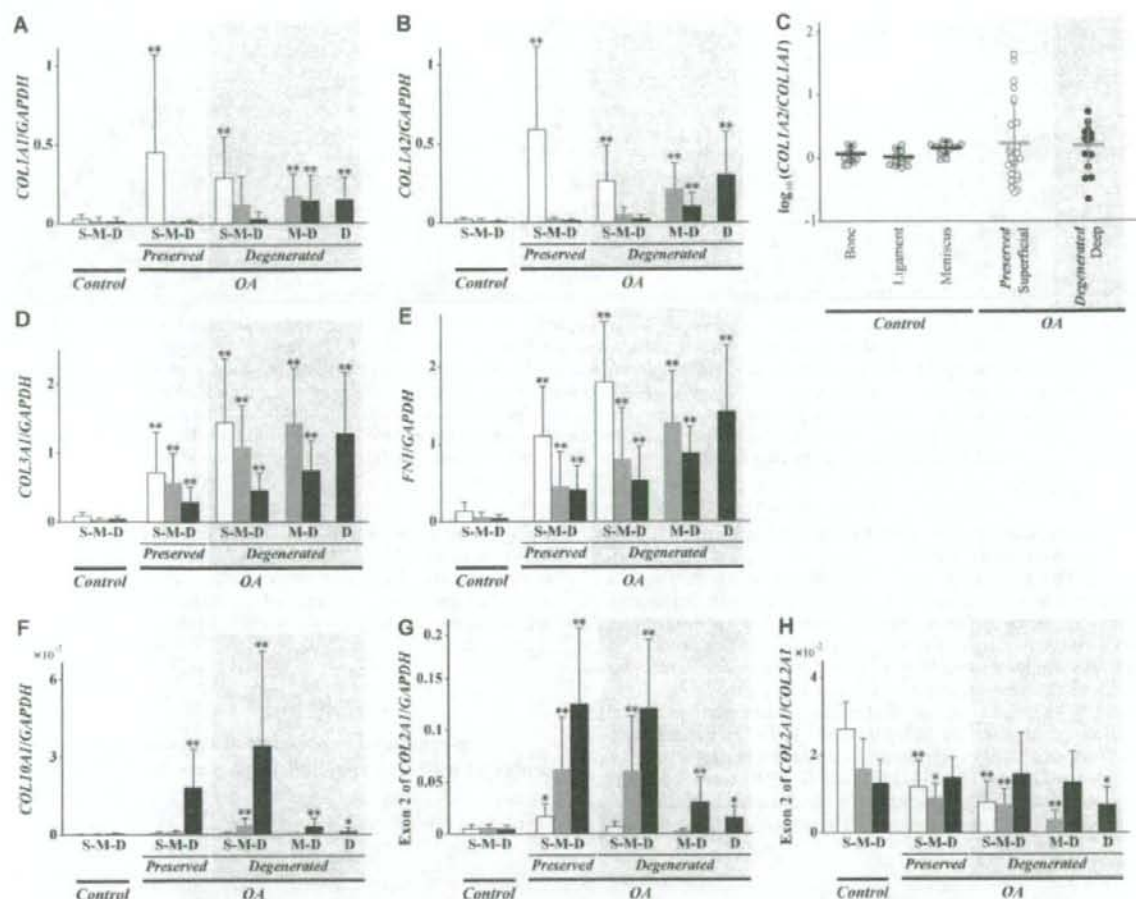 A
COL1A1/GAPDH
1
0.5
0
**
**
**
**
**
S-M-D
S-M-D
S-M-D
M-D
D
Preserved
Degenerated
Control
OA
B
COL1A2/GAPDH
1
0.5
0
**
**
**
**
**
S-M-D
S-M-D
S-M-D
M-D
D
Preserved
Degenerated
Control
OA
C
log10 (COL1A2/COL1A1)
2
1
0
-1
Bone
Ligament
Meniscus
Preserved
Superficial
Degenerated
Deep
Control
OA
D
COL3A1/GAPDH
2
1
0
**
**
**
**
**
**
**
**
**
S-M-D
S-M-D
S-M-D
M-D
D
Preserved
Degenerated
Control
OA
E
FN1/GAPDH
2
1
0
**
**
**
**
**
**
**
**
**
S-M-D
S-M-D
S-M-D
M-D
D
Preserved
Degenerated
Control
OA
F
COL10A1/GAPDH
6
3
0
**
**
**
**
*
S-M-D
S-M-D
S-M-D
M-D
D
Preserved
Degenerated
Control
OA
G
Exon 2 of COL2A1/GAPDH
0.2
0.15
0.1
0.05
0
*
**
**
**
**
**
*
S-M-D
S-M-D
S-M-D
M-D
D
Preserved
Degenerated
Control
OA
H
Exon 2 of COL2A1/COL2A1
4
2
0
**
*
**
**
**
*
S-M-D
S-M-D
S-M-D
M-D
D
Preserved
Degenerated
Control
OA